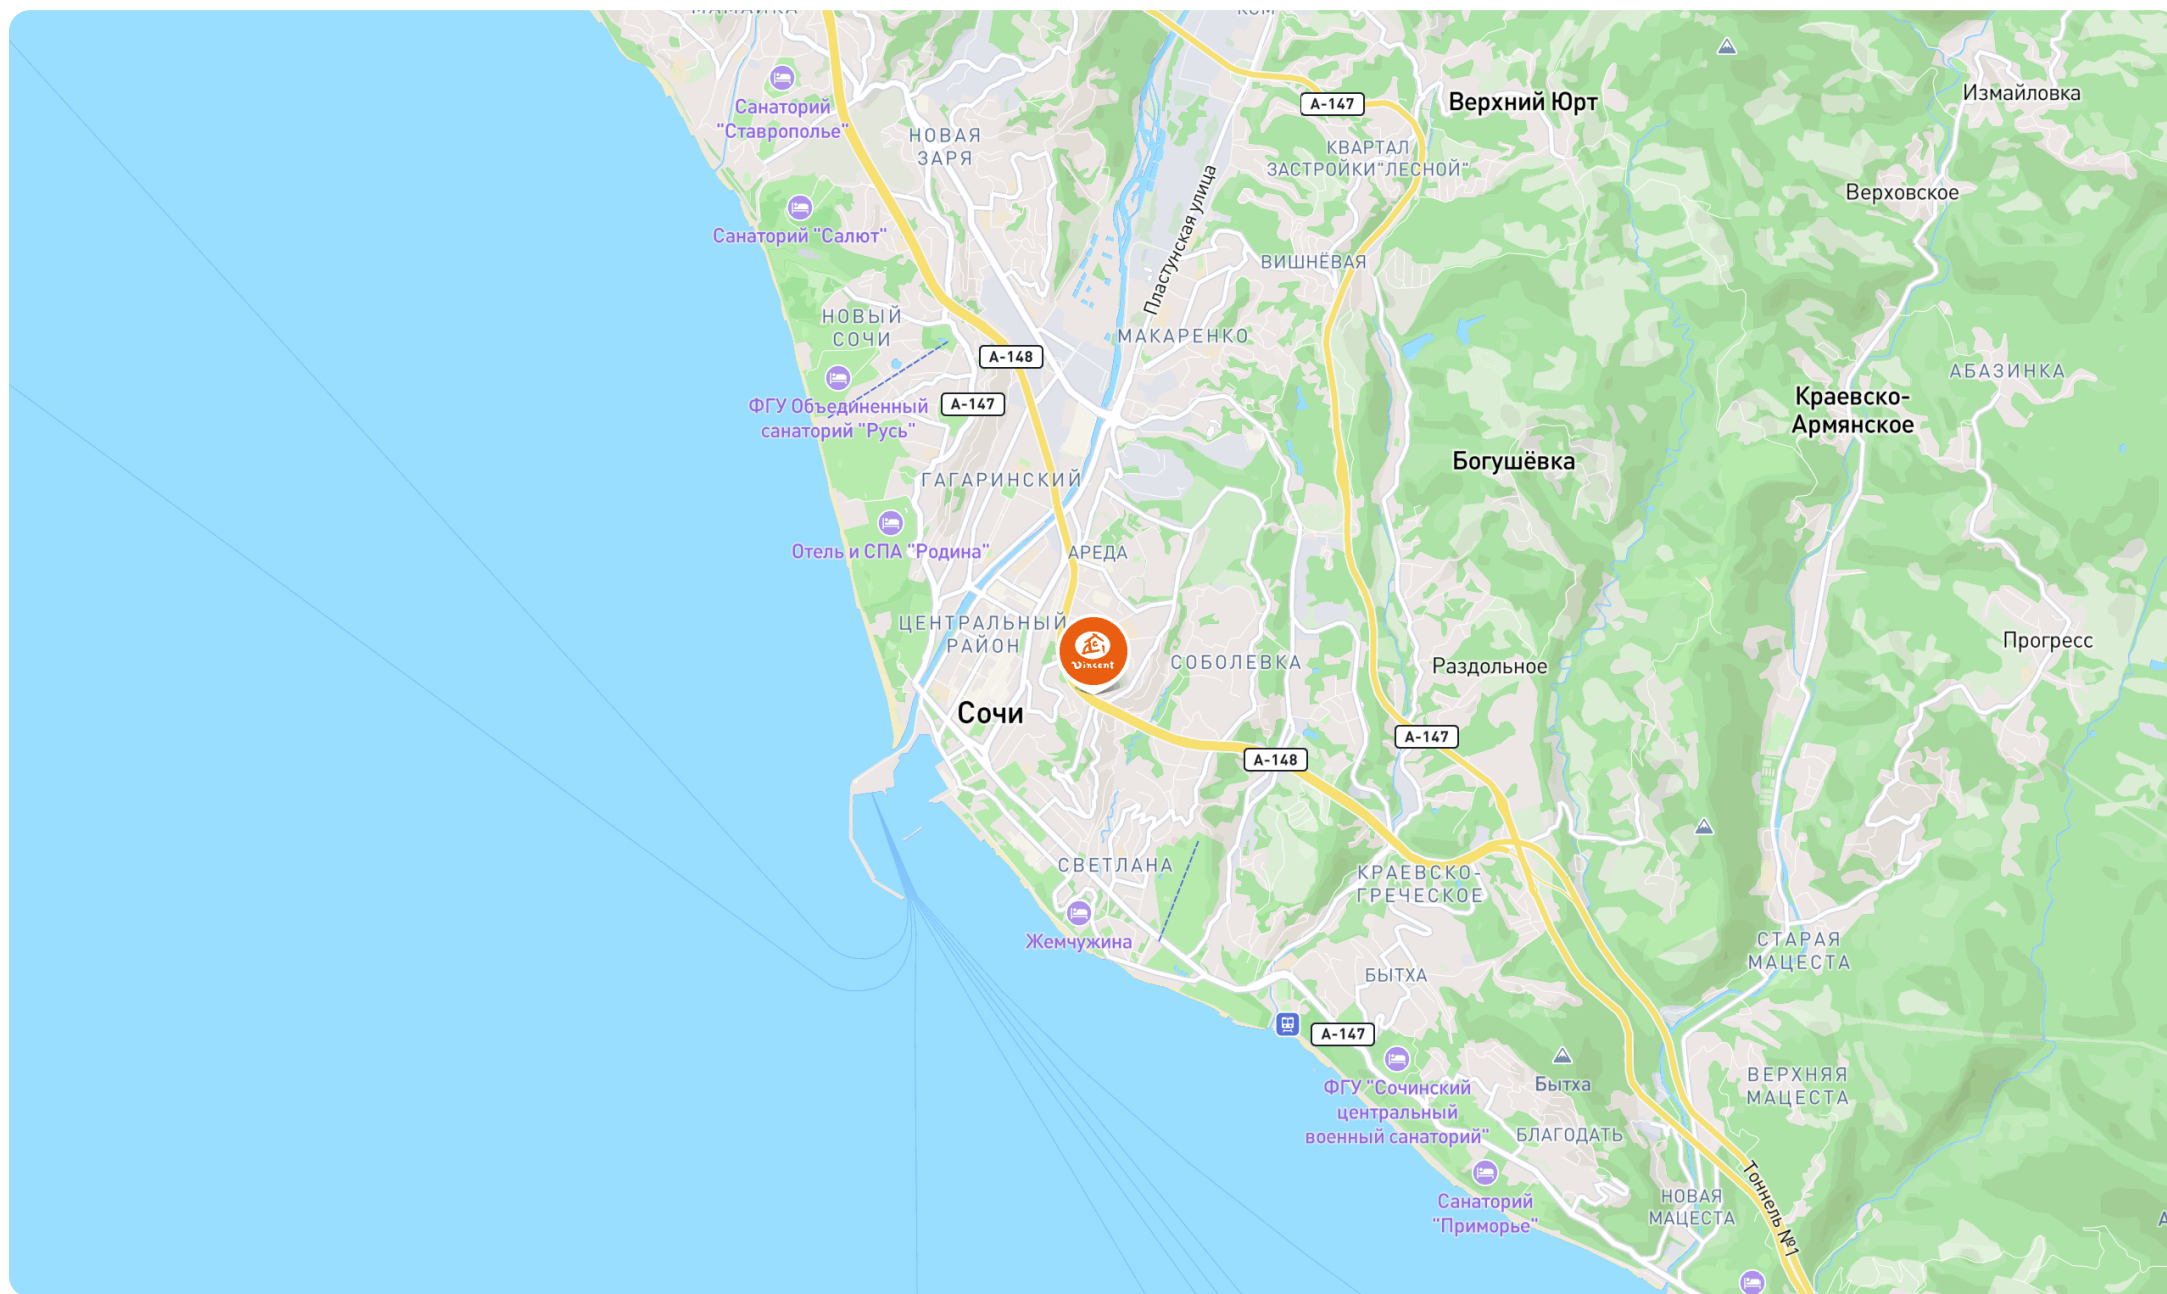 МАМАЙКА
КСМ
Санаторий
"Ставрополье"
НОВАЯ
ЗАРЯ
А-147
Верхний Юрт
Измайловка
КВАРТАЛ
ЗАСТРОЙКИ"ЛЕСНОЙ"
Верховское
Санаторий "Салют"
Пластунская улица
ВИШНЁВАЯ
НОВЫЙ
СОЧИ
МАКАРЕНКО
А-148
АБАЗИНКА
ФГУ Объединенный
санаторий "Русь"
А-147
Краевско-
Армянское
Богушёвка
ГАГАРИНСКИЙ
Отель и СПА "Родина"
АРЕДА
ЦЕНТРАЛЬНЫЙ
РАЙОН
Vincent
СОБОЛЕВКА
Раздольное
Прогресс
Сочи
А-147
А-148
СВЕТЛАНА
КРАЕВСКО-
ГРЕЧЕСКОЕ
Жемчужина
СТАРАЯ
МАЦЕСТА
БЫТХА
А-147
ФГУ "Сочинский
центральный
военный санаторий"
Бытха
ВЕРХНЯЯ
МАЦЕСТА
БЛАГОДАТЬ
Санаторий
"Приморье"
НОВАЯ
МАЦЕСТА
Тоннель №1